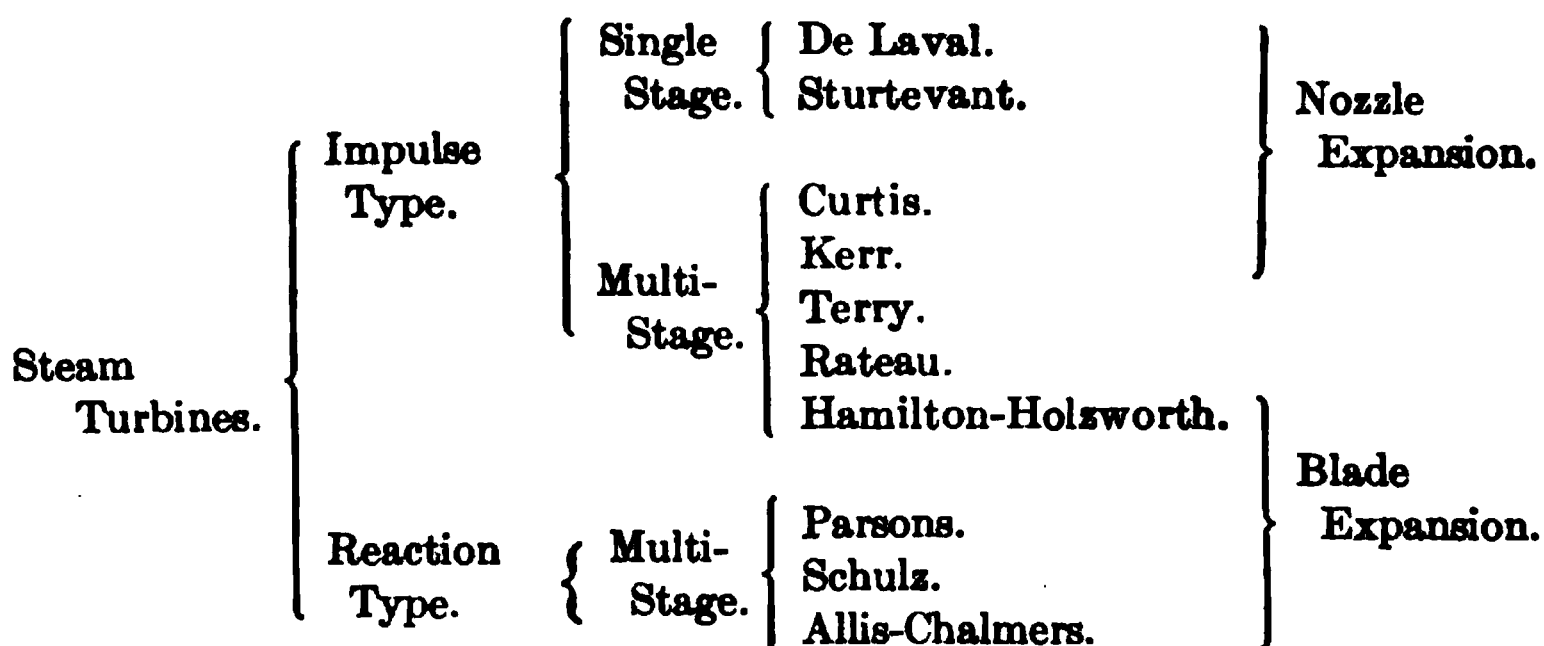 Steam
Turbines.
Impulse
Type.
Single
Stage.
De Laval.
Sturtevant.
Multi-
Stage.
Curtis.
Kerr.
Terry.
Rateau.
Hamilton-Holzworth.
Reaction
Type.
Multi-
Stage.
Parsons.
Schulz.
Allis-Chalmers.
Nozzle
Expansion.
Blade
Expansion.